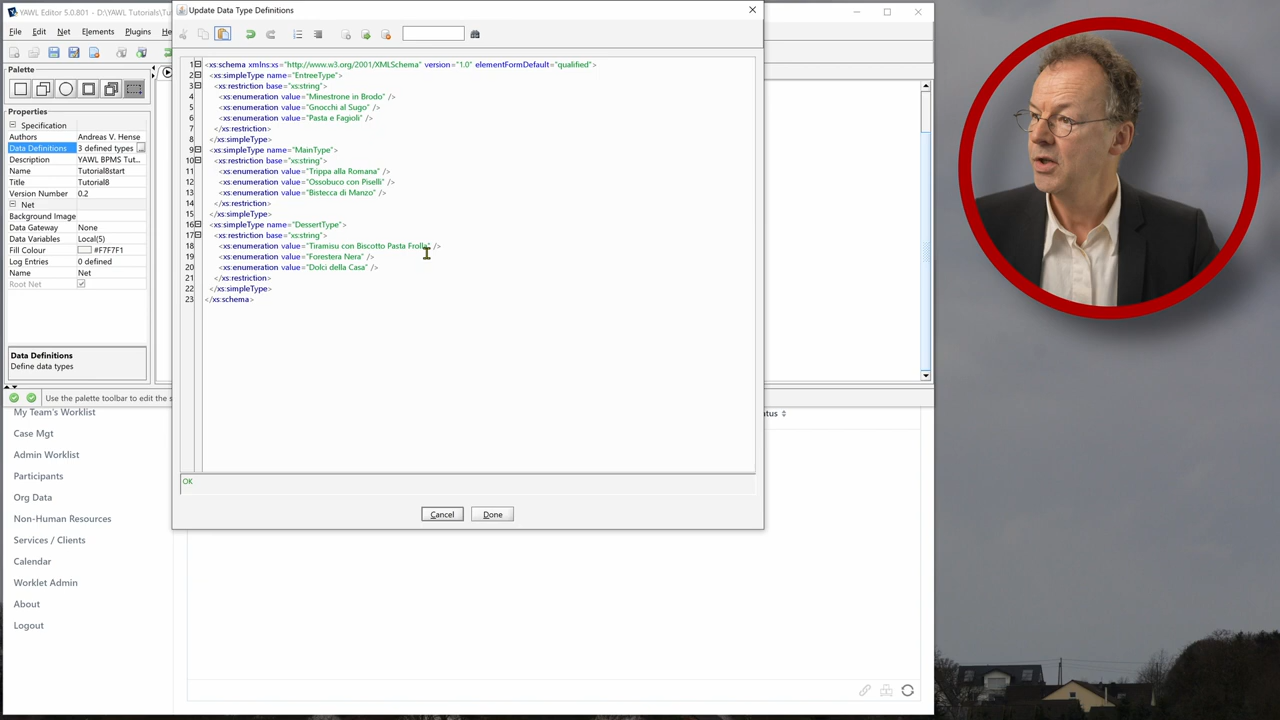 YAWL Editor 5.0.801 - D:\YAWL Tutorials\Tu
File Edit Net Elements Plugins He
Palette
Properties
Specification
Authors Andreas V. Hense
Data Definitions 3 defined types ...
Description YAWL BPMS Tut...
Name Tutorial8start
Title Tutorial8
Version Number 0.2
Net
Background Image
Data Gateway None
Data Variables Local(5)
Fill Colour #F7F7F1
Log Entries 0 defined
Name Net
Root Net
Data Definitions
Define data types
Use the palette toolbar to edit the s
Update Data Type Definitions
1 <xs:schema xmlns:xs="http://www.w3.org/2001/XMLSchema" version="1.0" elementFormDefault="qualified">
2 <xs:simpleType name="EntreeType">
3 <xs:restriction base="xs:string">
4 <xs:enumeration value="Minestrone in Brodo" />
5 <xs:enumeration value="Gnocchi al Sugo" />
6 <xs:enumeration value="Pasta e Fagioli" />
7 </xs:restriction>
8 </xs:simpleType>
9 <xs:simpleType name="MainType">
10 <xs:restriction base="xs:string">
11 <xs:enumeration value="Trippa alla Romana" />
12 <xs:enumeration value="Ossobuco con Piselli" />
13 <xs:enumeration value="Bistecca di Manzo" />
14 </xs:restriction>
15 </xs:simpleType>
16 <xs:simpleType name="DessertType">
17 <xs:restriction base="xs:string">
18 <xs:enumeration value="Tiramisu con Biscotto Pasta Frolla" />
19 <xs:enumeration value="Forestera Nera" />
20 <xs:enumeration value="Dolci della Casa" />
21 </xs:restriction>
22 </xs:simpleType>
23 </xs:schema>
OK
Cancel Done
My Team's Worklist
Case Mgt
Admin Worklist
Participants
Org Data
Non-Human Resources
Services / Clients
Calendar
Worklet Admin
About
Logout
atus